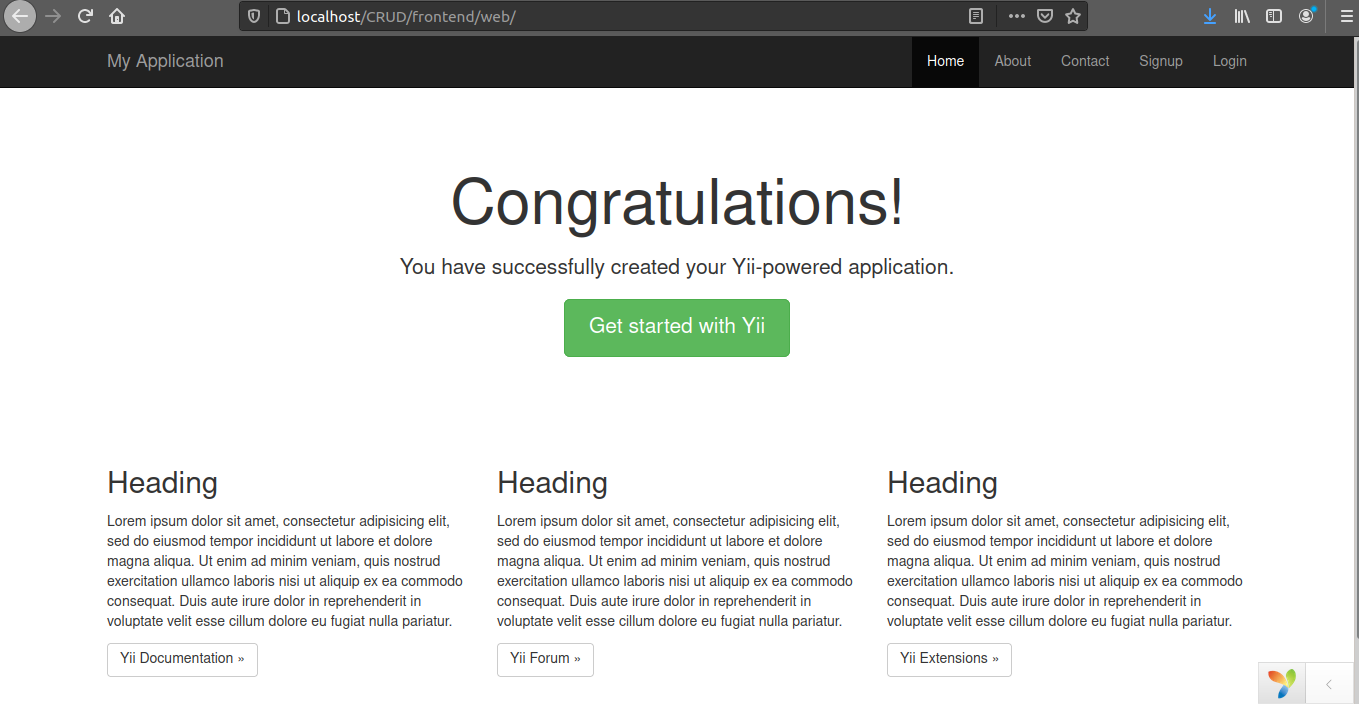 localhost/CRUD/frontend/web/
My Application
Home About Contact Signup Login
Congratulations!
You have successfully created your Yii-powered application.
Get started with Yii
Heading
Lorem ipsum dolor sit amet, consectetur adipisicing elit,
sed do eiusmod tempor incididunt ut labore et dolore
magna aliqua. Ut enim ad minim veniam, quis nostrud
exercitation ullamco laboris nisi ut aliquip ex ea commodo
consequat. Duis aute irure dolor in reprehenderit in
voluptate velit esse cillum dolore eu fugiat nulla pariatur.
Yii Documentation »
Heading
Lorem ipsum dolor sit amet, consectetur adipisicing elit,
sed do eiusmod tempor incididunt ut labore et dolore
magna aliqua. Ut enim ad minim veniam, quis nostrud
exercitation ullamco laboris nisi ut aliquip ex ea commodo
consequat. Duis aute irure dolor in reprehenderit in
voluptate velit esse cillum dolore eu fugiat nulla pariatur.
Yii Forum »
Heading
Lorem ipsum dolor sit amet, consectetur adipisicing elit,
sed do eiusmod tempor incididunt ut labore et dolore
magna aliqua. Ut enim ad minim veniam, quis nostrud
exercitation ullamco laboris nisi ut aliquip ex ea commodo
consequat. Duis aute irure dolor in reprehenderit in
voluptate velit esse cillum dolore eu fugiat nulla pariatur.
Yii Extensions »